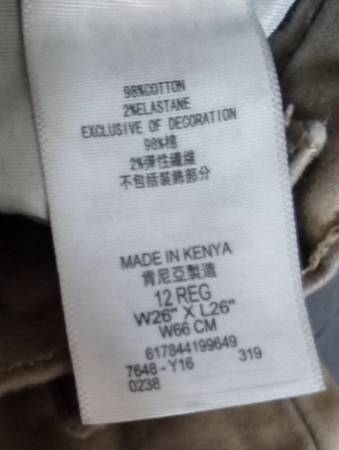 98%COTTON
2%ELASTANE
EXCLUSIVE OF DECORATION
98%棉
2%彈性纖維
不包括裝飾部分
MADE IN KENYA
肯尼亞製造
12 REG
W26" X L26"
W66 CM
617844199649
7648 - Y16 319
0238